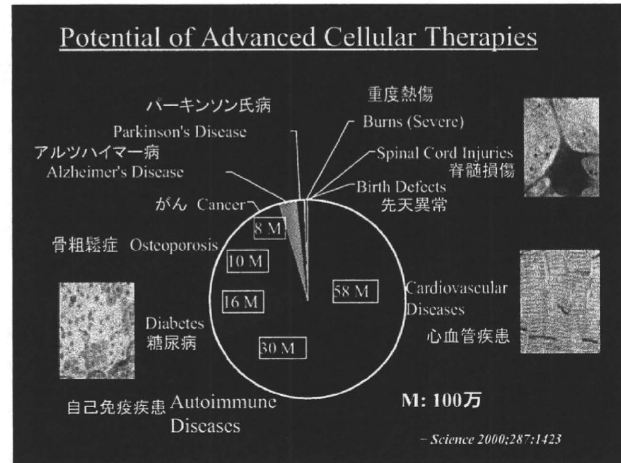 Potential of Advanced Cellular Therapies
パーキンソン氏病
Parkinson's Disease
アルツハイマー病
Alzheimer's Disease
がん Cancer
骨粗鬆症 Osteoporosis
Diabetes
糖尿病
自己免疫疾患 Autoimmune
Diseases
重度熱傷
Burns (Severe)
Spinal Cord Injuries
脊髄損傷
Birth Defects
先天異常
8 M
10 M
16 M
30 M
58 M
Cardiovascular
Diseases
心血管疾患
M: 100万
– Science 2000;287:1423